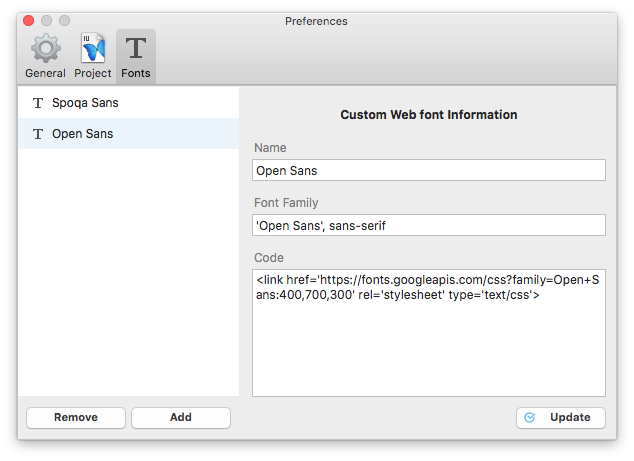 Preferences
IU
General
Project
T
Fonts
T Spoqa Sans
T Open Sans
Custom Web font Information
Name
Open Sans
Font Family
'Open Sans', sans-serif
Code
<link href='https://fonts.googleapis.com/css?family=Open+S
ans:400,700,300' rel='stylesheet' type='text/css'>
Remove
Add
Update